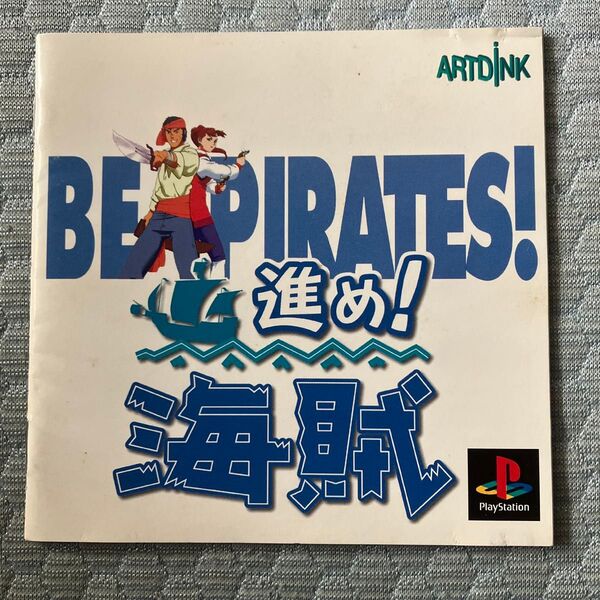 ARTDINK
BE PIRATES!
進め!
海賊
PlayStation